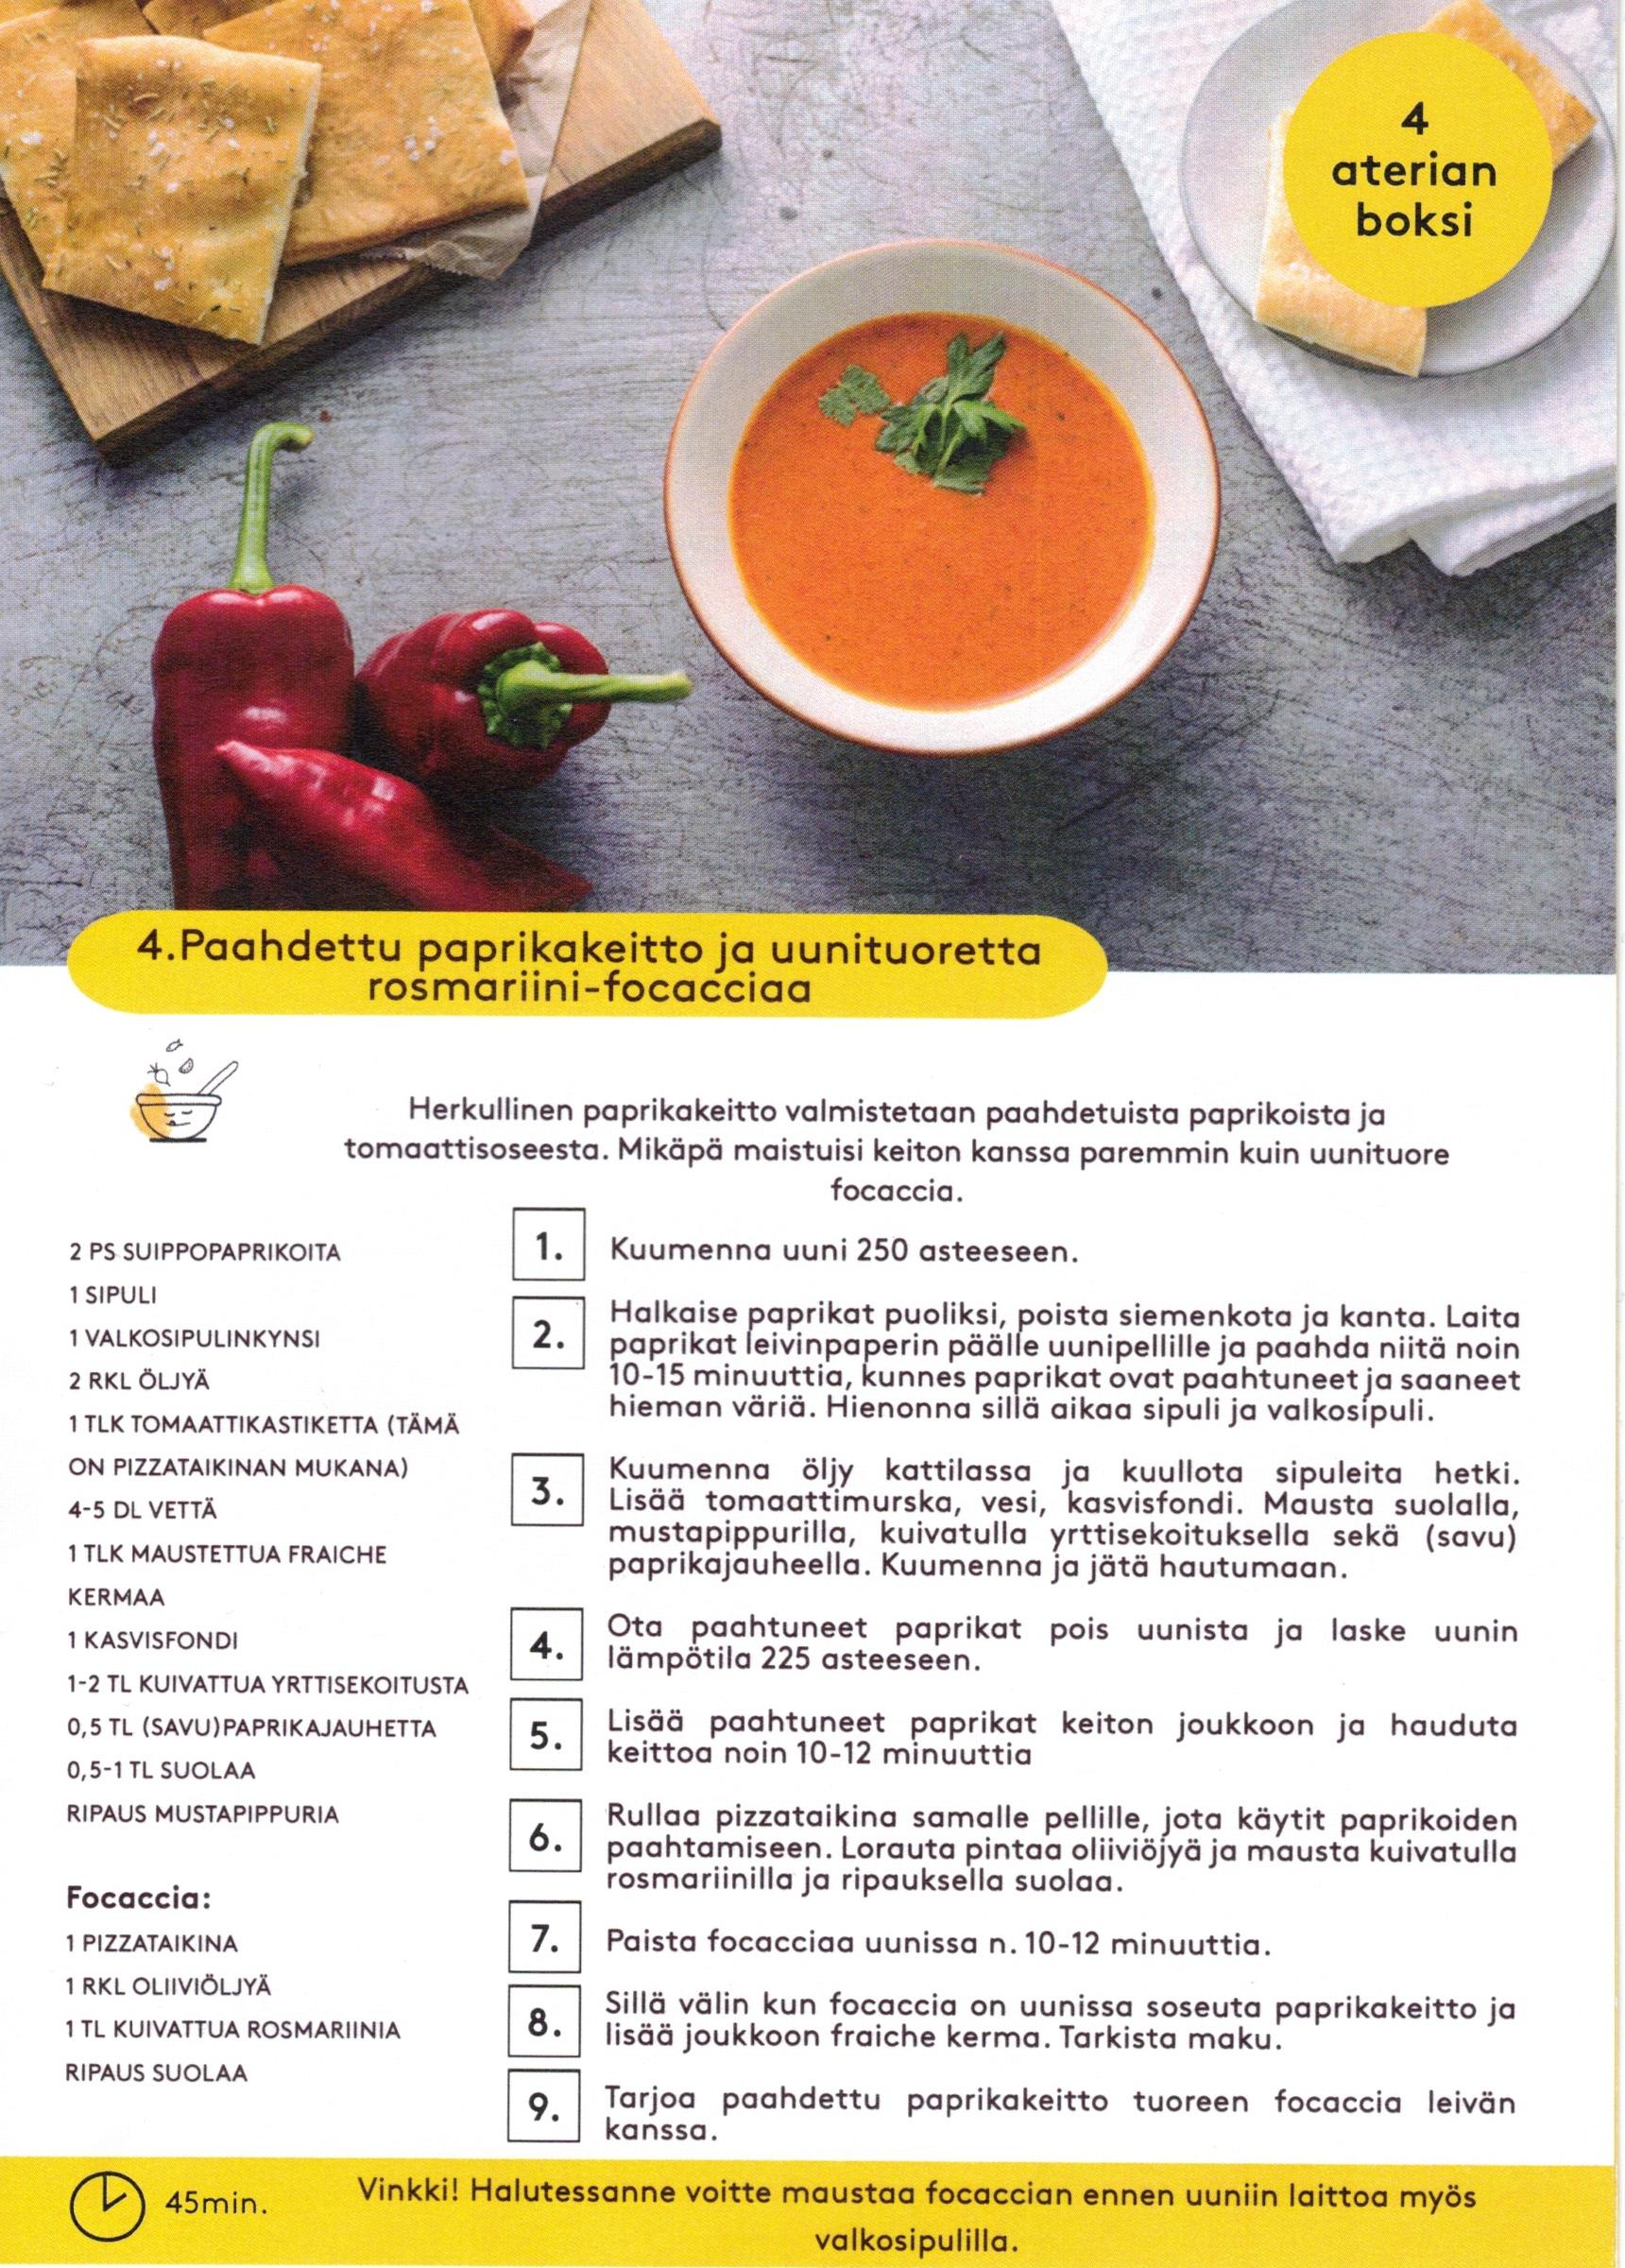 4
aterian
boksi
4.Paahdettu paprikakeitto ja uunituoretta
rosmariini-focacciaa
Herkullinen paprikakeitto valmistetaan paahdetuista paprikoista ja
tomaattisoseesta. Mikäpä maistuisi keiton kanssa paremmin kuin uunituore
focaccia.
2 PS SUIPPOPAPRIKOITA
1 SIPULI
1 VALKOSIPULINKYNSI
2 RKL ÖLJYÄ
1 TLK TOMAATTIKASTIKETTA (TÄMÄ
ON PIZZATAIKINAN MUKANA)
4-5 DL VETTÄ
1 TLK MAUSTETTUA FRAICHE
KERMAA
1 KASVISFONDI
1-2 TL KUIVATTUA YRTTISEKOITUSTA
0,5 TL (SAVU)PAPRIKAJAUHETTA
0,5-1 TL SUOLAA
RIPAUS MUSTAPIPPURIA
Focaccia:
1 PIZZATAIKINA
1 RKL OLIIVIÖLJYÄ
1 TL KUIVATTUA ROSMARIINIA
RIPAUS SUOLAA
1. Kuumenna uuni 250 asteeseen.
2. Halkaise paprikat puoliksi, poista siemenkota ja kanta. Laita
paprikat leivinpaperin päälle uunipellille ja paahda niitä noin
10-15 minuuttia, kunnes paprikat ovat paahtuneet ja saaneet
hieman väriä. Hienonna sillä aikaa sipuli ja valkosipuli.
3. Kuumenna öljy kattilassa ja kuullota sipuleita hetki.
Lisää tomaattimurska, vesi, kasvisfondi. Mausta suolalla,
mustapippurilla, kuivatulla yrttisekoituksella sekä (savu)
paprikajauheella. Kuumenna ja jätä hautumaan.
4. Ota paahtuneet paprikat pois uunista ja laske uunin
lämpötila 225 asteeseen.
5. Lisää paahtuneet paprikat keiton joukkoon ja hauduta
keittoa noin 10-12 minuuttia
6. Rullaa pizzataikina samalle pellille, jota käytit paprikoiden
paahtamiseen. Lorauta pintaa oliiviöjyä ja mausta kuivatulla
rosmariinilla ja ripauksella suolaa.
7. Paista focacciaa uunissa n. 10-12 minuuttia.
8. Sillä välin kun focaccia on uunissa soseuta paprikakeitto ja
lisää joukkoon fraiche kerma. Tarkista maku.
9. Tarjoa paahdettu paprikakeitto tuoreen focaccia leivän
kanssa.
45min.
Vinkki! Halutessanne voitte maustaa focaccian ennen uuniin laittoa myös
valkosipulilla.